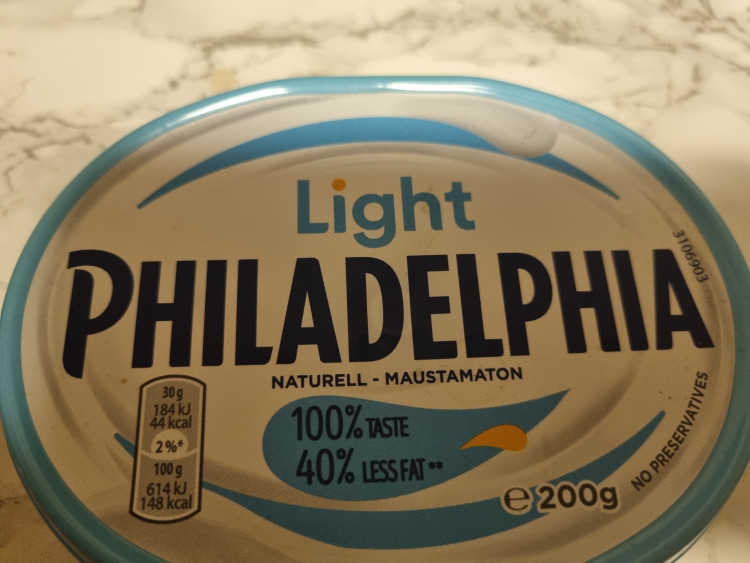 Light
PHILADELPHIA
3106903
NATURELL - MAUSTAMATON
30 g
184 kJ
44 kcal
2%*
100 g
614 kJ
148 kcal
100% TASTE
40% LESS FAT**
NO PRESERVATIVES
e 200g